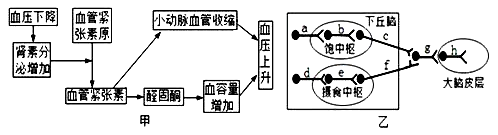 血压下降
血管紧
张素原
肾素分
泌增加
血管紧张素
小动脉血管收缩
醛固酮
血容量
增加
血压上升
甲
下丘脑
a
b
c
饱中枢
d
e
f
摄食中枢
g
h
大脑皮层
乙